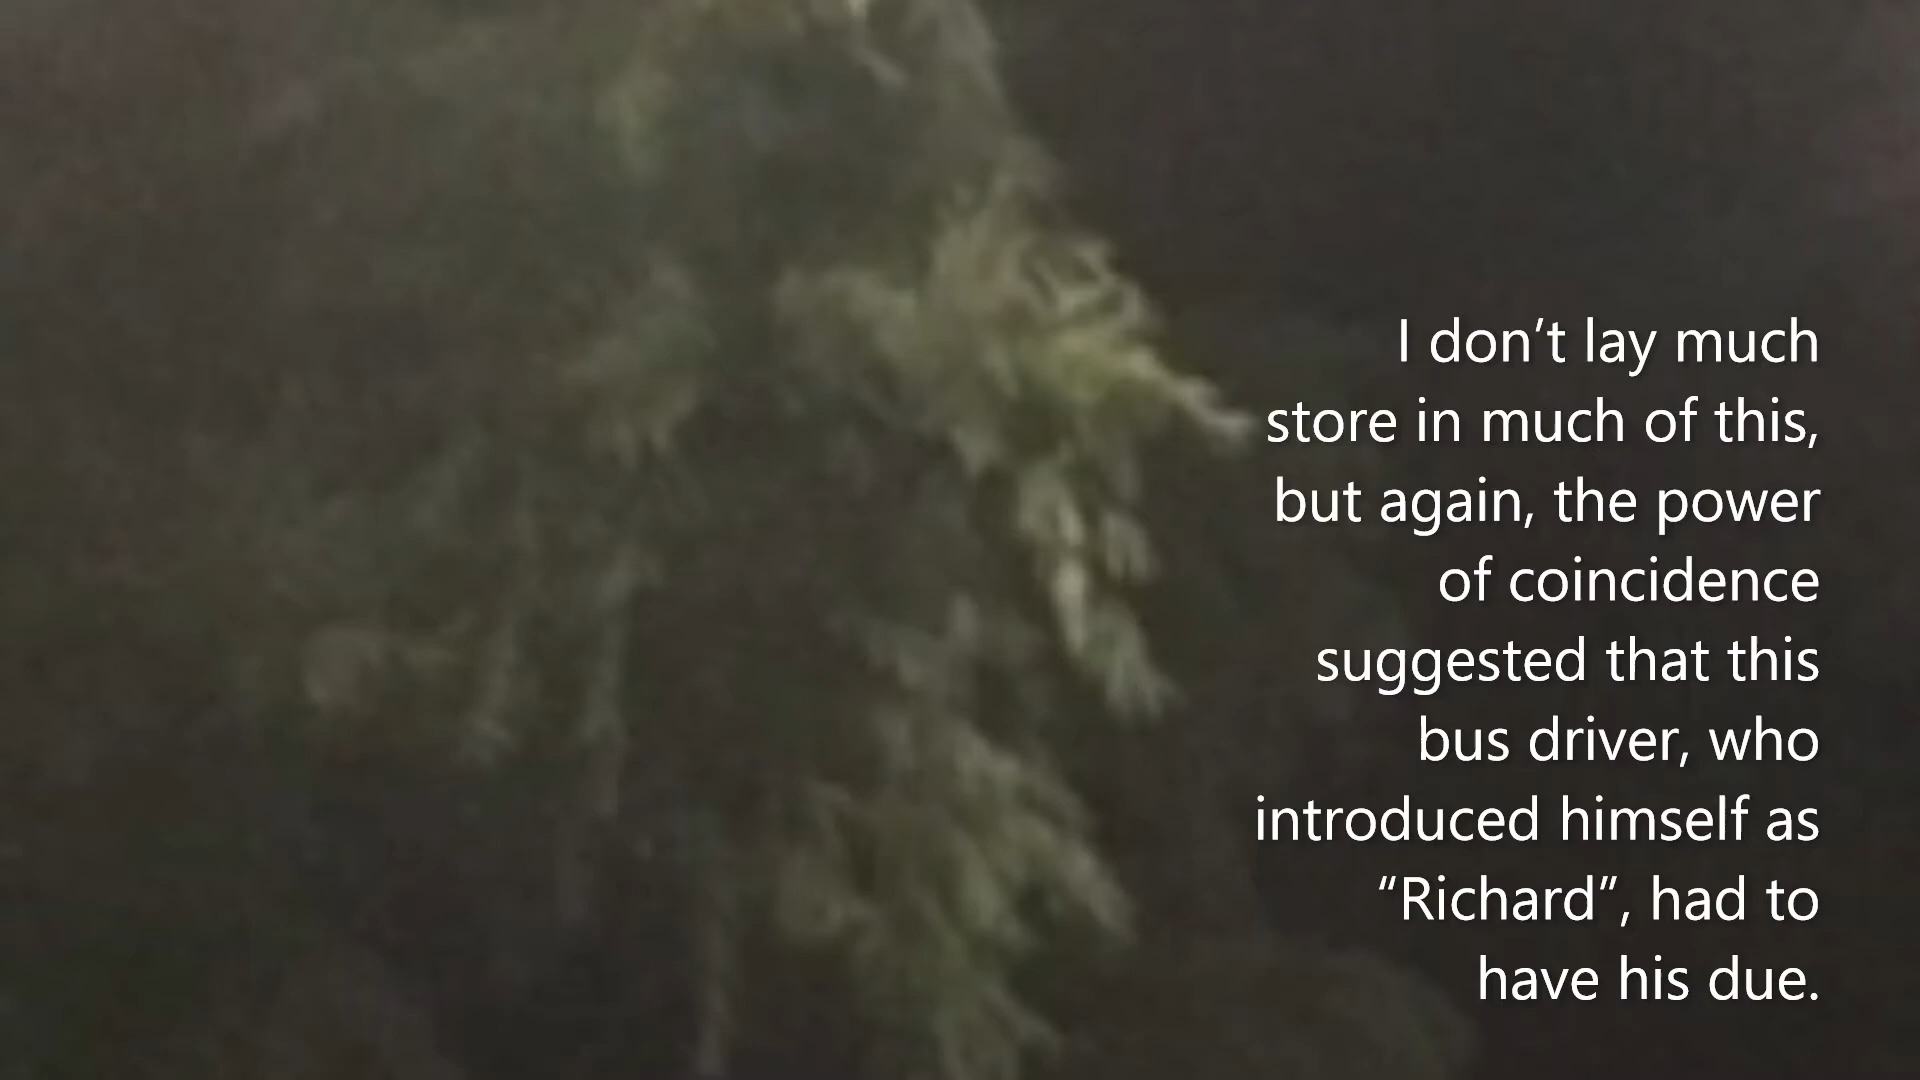 I don’t lay much
store in much of this,
but again, the power
of coincidence
suggested that this
bus driver, who
introduced himself as
“Richard”, had to
have his due.